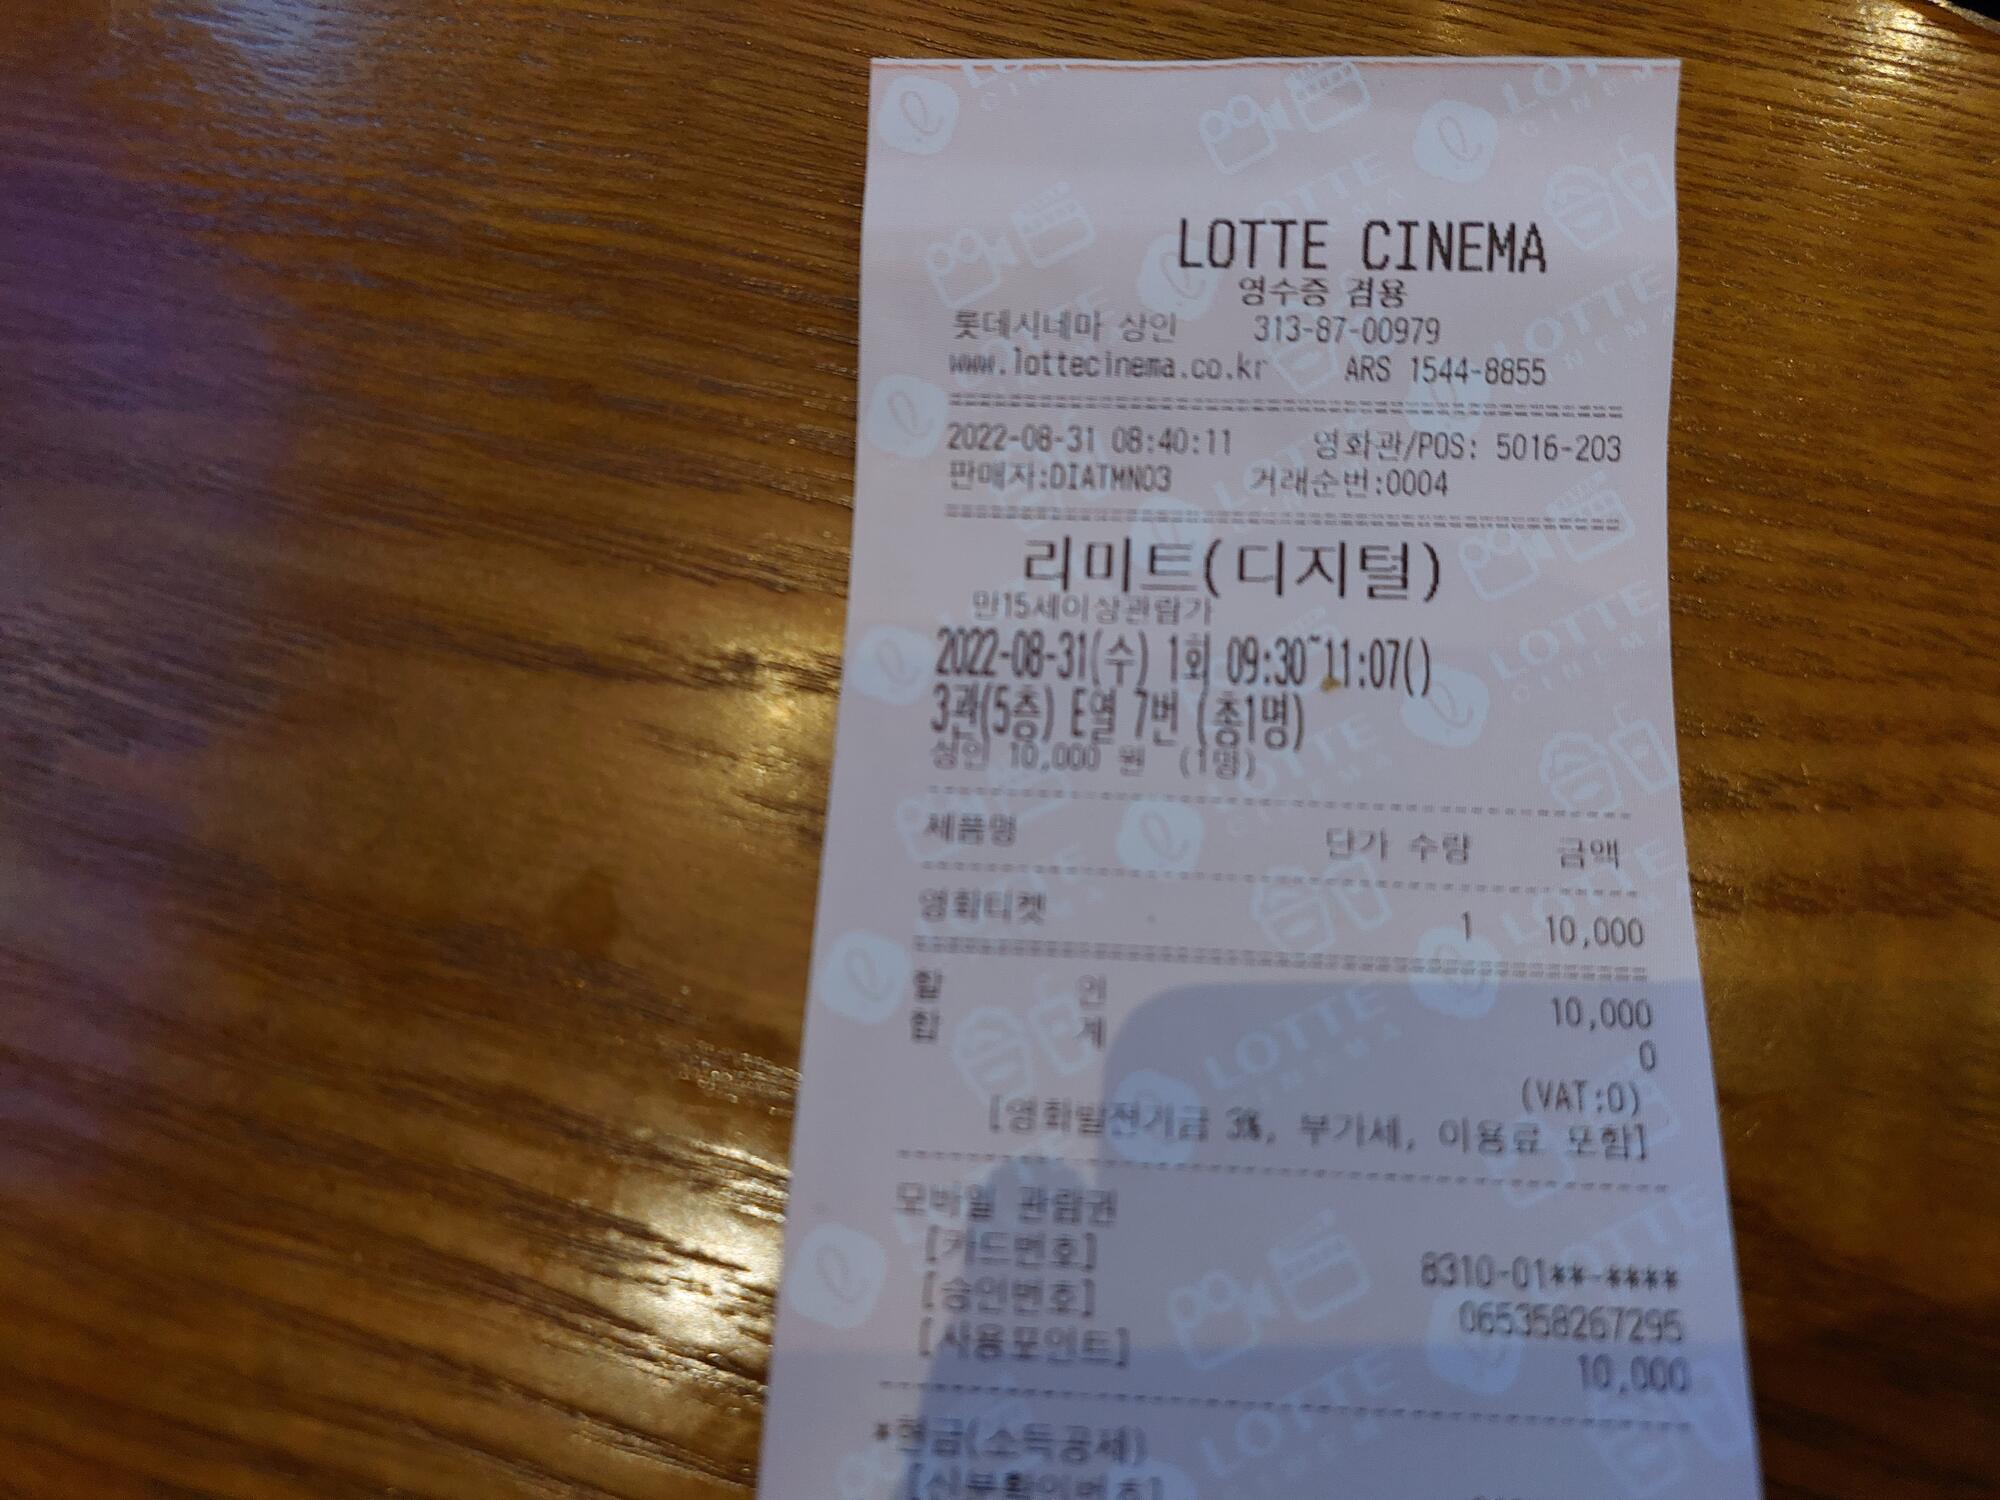 LOTTE CINEMA
영수증 겸용
롯데시네마 상인 313-87-00979
www.lottecinema.co.kr ARS 1544-8855
2022-08-31 08:40:11 영화관/POS: 5016-203
판매자:DIATMN03 거래순번:0004
리미트(디지털)
만15세이상관람가
2022-08-31(수) 1회 09:30~11:07()
3관(5층) E열 7번 (총1명)
성인 10,000 원 (1명)
제품명 단가 수량 금액
영화티켓 1 10,000
할 인 10,000
합 계 0
(VAT:0)
[영화발전기금 3%, 부가세, 이용료 포함]
모바일 관람권
[카드번호] 8310-01**-****
[승인번호] 065358267295
[사용포인트] 10,000
*현금(소득공제)
[신분확인번호]